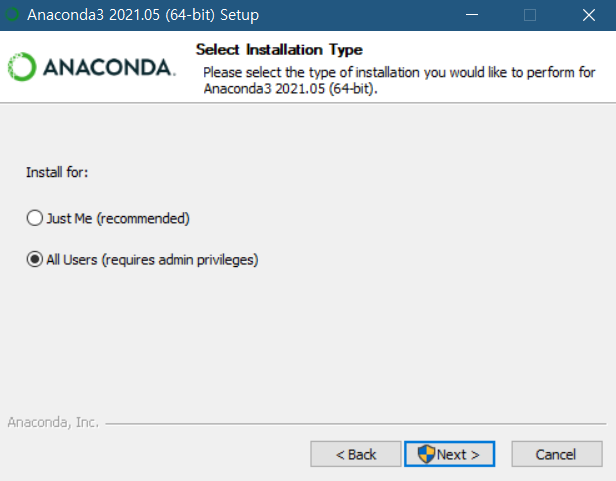 Anaconda3 2021.05 (64-bit) Setup
ANACONDA.
Select Installation Type
Please select the type of installation you would like to perform for
Anaconda3 2021.05 (64-bit).
Install for:
Just Me (recommended)
All Users (requires admin privileges)
Anaconda, Inc.
< Back
Next >
Cancel